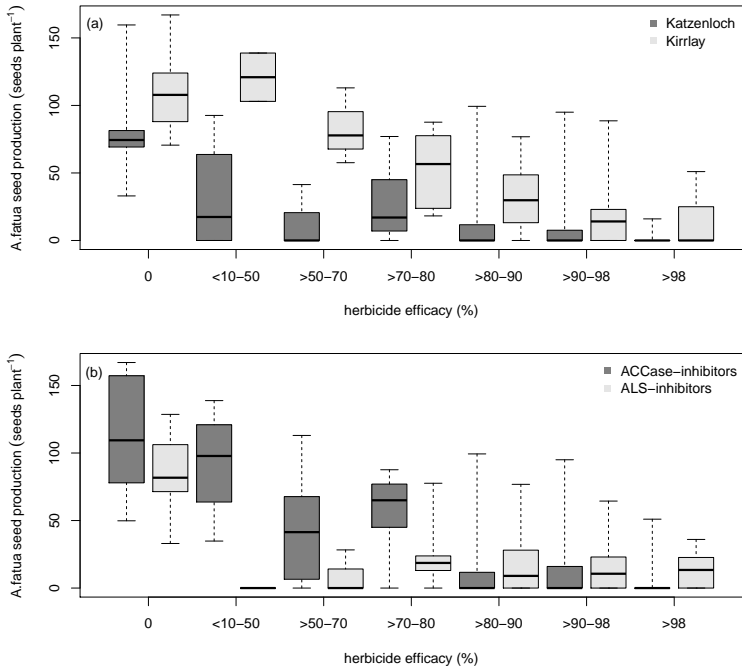 (a)
Katzenloch
Kirrlay
A.fatua seed production (seeds plant⁻¹)
150
100
50
0
0 <10−50 >50−70 >70−80 >80−90 >90−98 >98
herbicide efficacy (%)
(b)
ACCase−inhibitors
ALS−inhibitors
A.fatua seed production (seeds plant⁻¹)
150
100
50
0
0 <10−50 >50−70 >70−80 >80−90 >90−98 >98
herbicide efficacy (%)